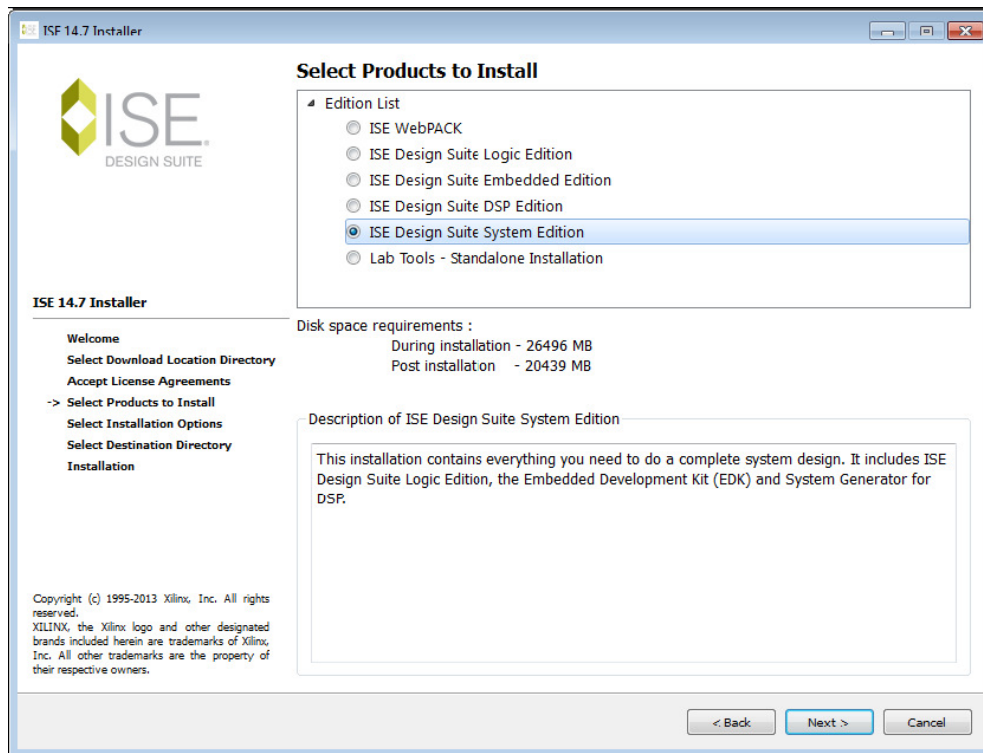 ISE 14.7 Installer
ISE
DESIGN SUITE
Select Products to Install
Edition List
ISE WebPACK
ISE Design Suite Logic Edition
ISE Design Suite Embedded Edition
ISE Design Suite DSP Edition
ISE Design Suite System Edition
Lab Tools - Standalone Installation
ISE 14.7 Installer
Welcome
Select Download Location Directory
Accept License Agreements
-> Select Products to Install
Select Installation Options
Select Destination Directory
Installation
Disk space requirements :
During installation - 26496 MB
Post installation - 20439 MB
Description of ISE Design Suite System Edition
This installation contains everything you need to do a complete system design. It includes ISE
Design Suite Logic Edition, the Embedded Development Kit (EDK) and System Generator for
DSP.
Copyright (c) 1995-2013 Xilinx, Inc. All rights
reserved.
XILINX, the Xilinx logo and other designated
brands included herein are trademarks of Xilinx,
Inc. All other trademarks are the property of
their respective owners.
< Back
Next >
Cancel